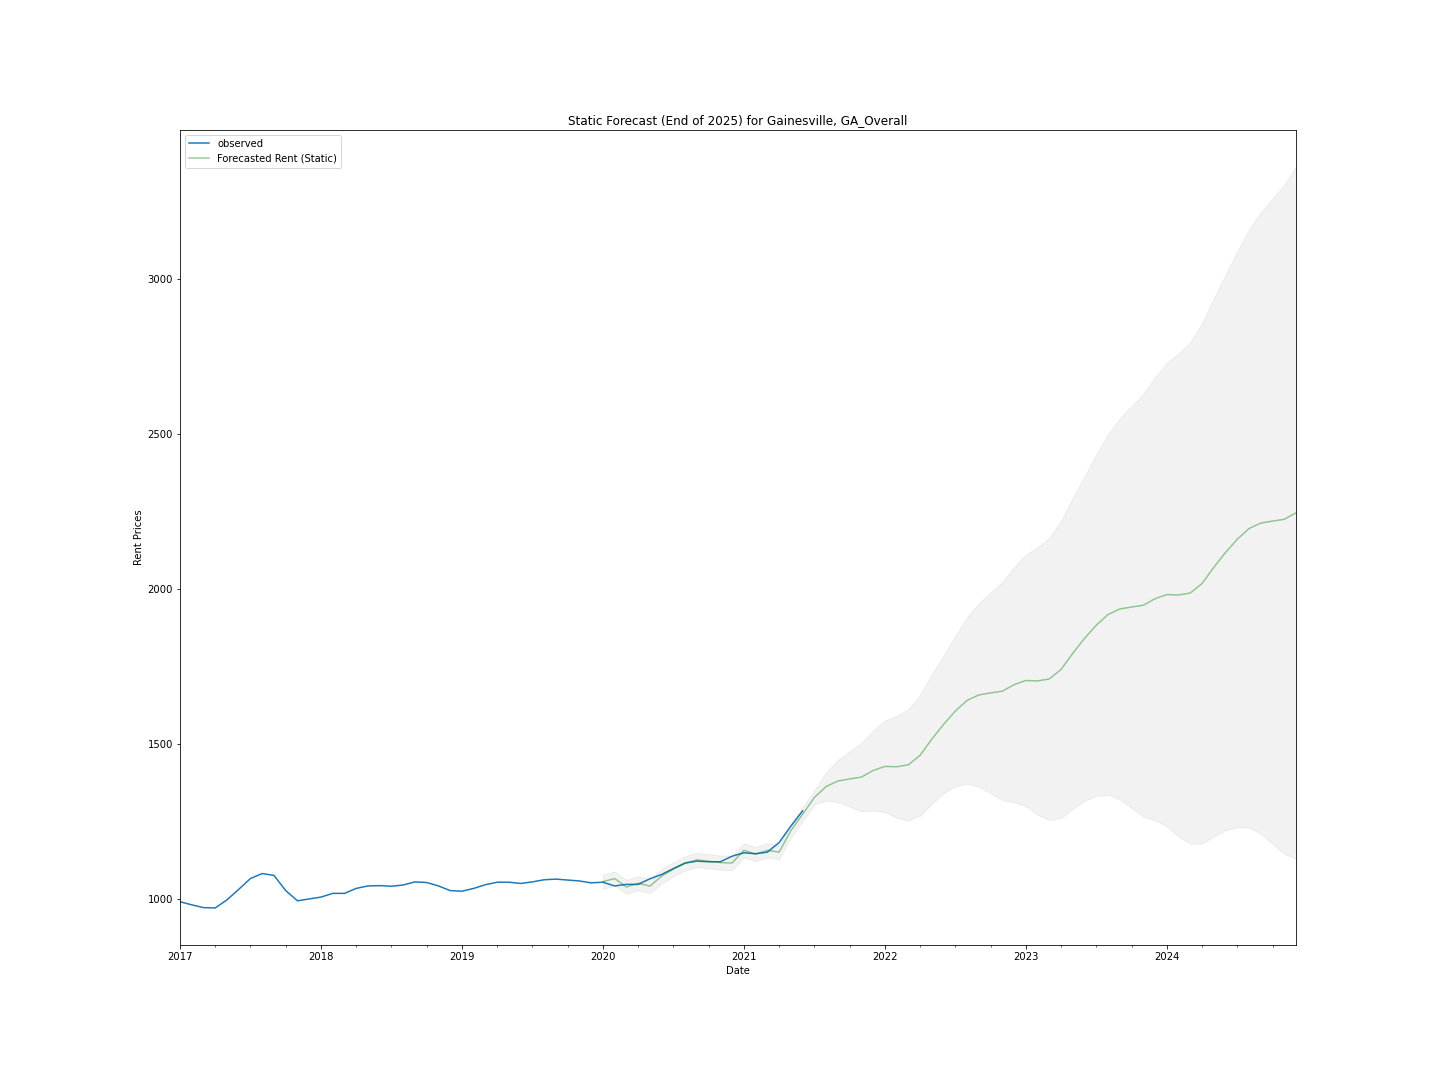 Static Forecast (End of 2025) for Gainesville, GA_Overall
observed
Forecasted Rent (Static)
3000
2500
2000
1500
1000
Rent Prices
2017 2018 2019 2020 2021 2022 2023 2024
Date